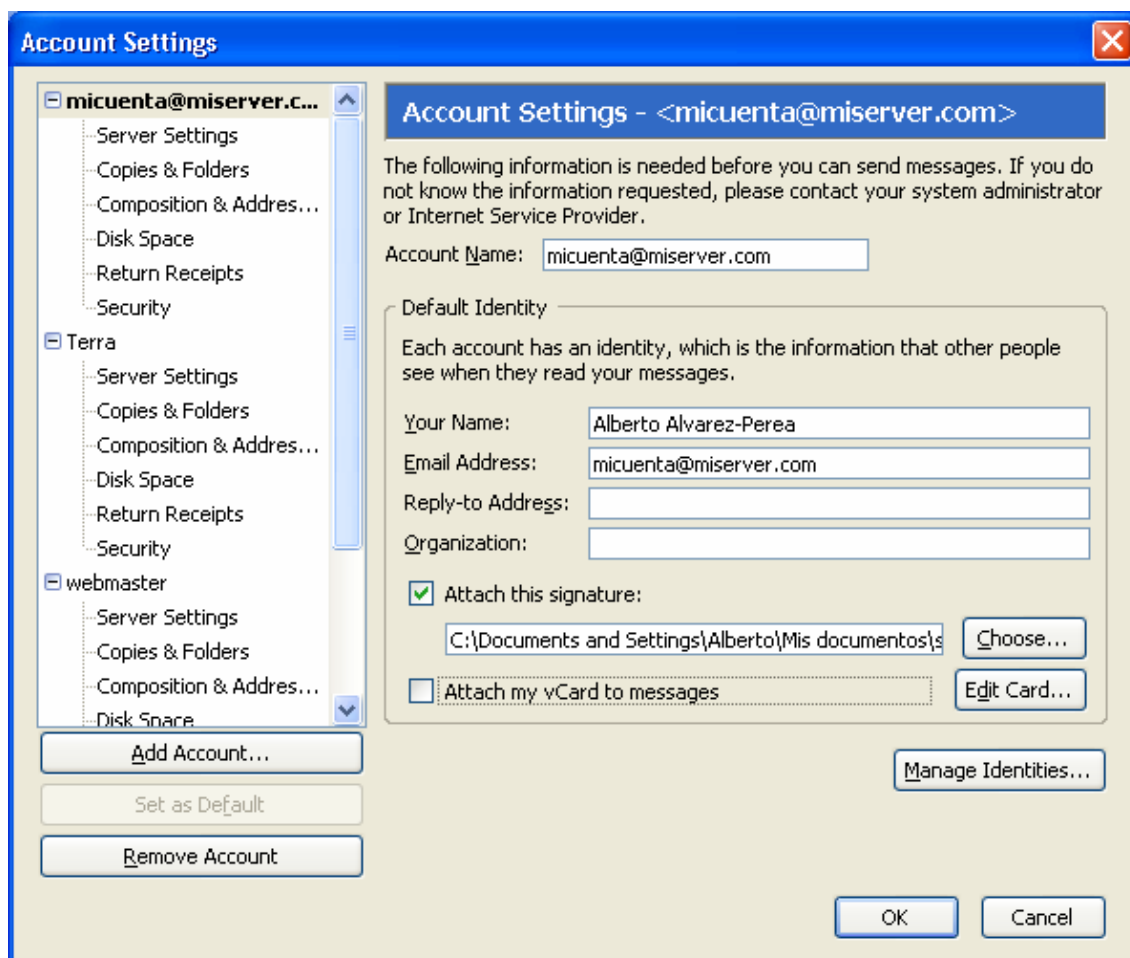 Account Settings
micuenta@miserver.c...
Server Settings
Copies & Folders
Composition & Addres...
Disk Space
Return Receipts
Security
Terra
Server Settings
Copies & Folders
Composition & Addres...
Disk Space
Return Receipts
Security
webmaster
Server Settings
Copies & Folders
Composition & Addres...
Disk Space
Add Account...
Set as Default
Remove Account
Account Settings - <micuenta@miserver.com>
The following information is needed before you can send messages. If you do
not know the information requested, please contact your system administrator
or Internet Service Provider.
Account Name: micuenta@miserver.com
Default Identity
Each account has an identity, which is the information that other people
see when they read your messages.
Your Name: Alberto Alvarez-Perea
Email Address: micuenta@miserver.com
Reply-to Address:
Organization:
Attach this signature:
C:\Documents and Settings\Alberto\Mis documentos\s Choose...
Attach my vCard to messages Edit Card...
Manage Identities...
OK Cancel